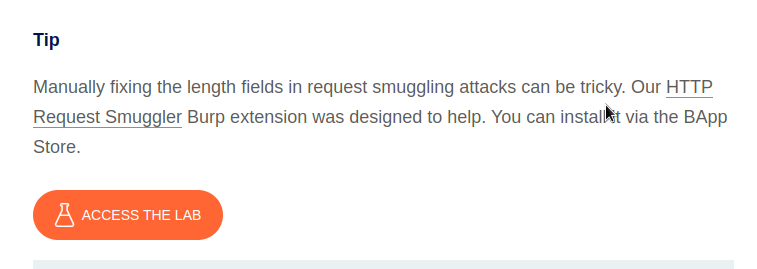 Tip
Manually fixing the length fields in request smuggling attacks can be tricky. Our HTTP
Request Smuggler Burp extension was designed to help. You can install it via the BApp
Store.
ACCESS THE LAB